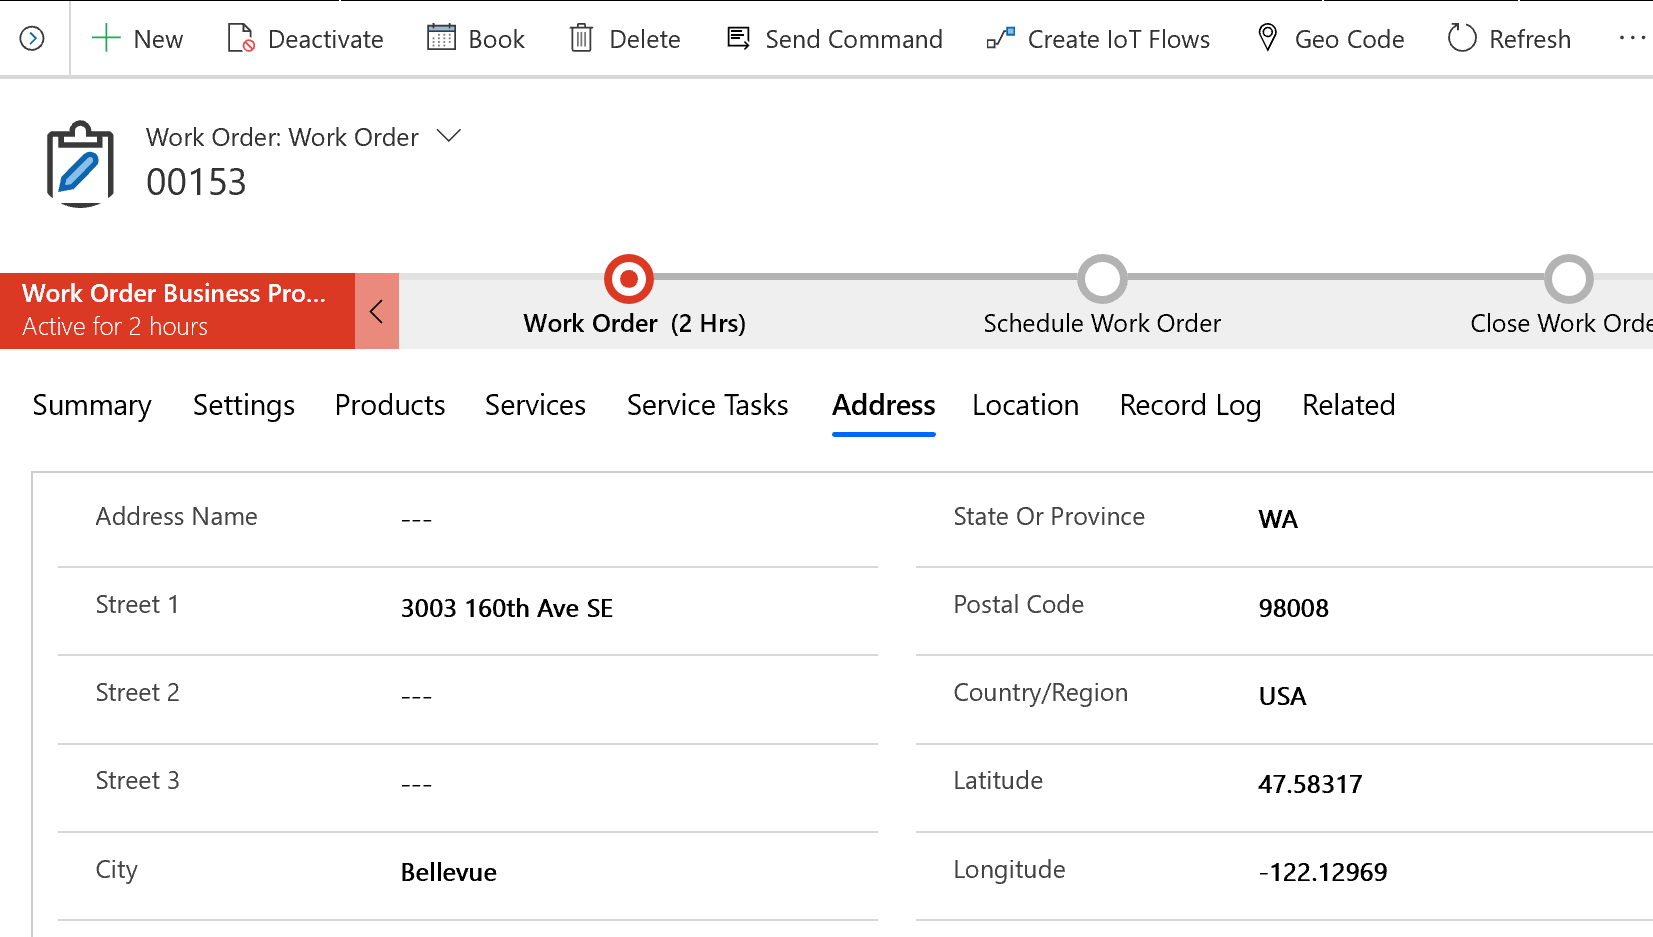 New Deactivate Book Delete Send Command Create IoT Flows Geo Code Refresh ...
Work Order: Work Order
00153
Work Order Business Pro...
Active for 2 hours
Work Order (2 Hrs) Schedule Work Order Close Work Orde
Summary Settings Products Services Service Tasks Address Location Record Log Related
Address Name --- State Or Province WA
Street 1 3003 160th Ave SE Postal Code 98008
Street 2 --- Country/Region USA
Street 3 --- Latitude 47.58317
City Bellevue Longitude -122.12969